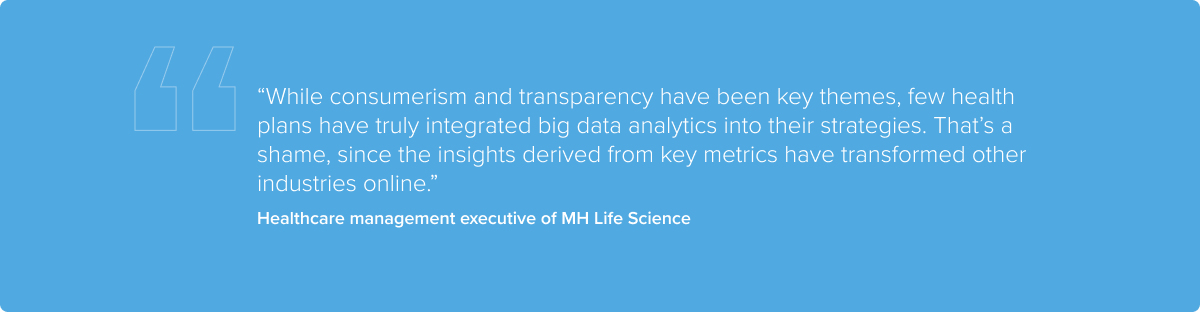 “While consumerism and transparency have been key themes, few health
plans have truly integrated big data analytics into their strategies. That’s a
shame, since the insights derived from key metrics have transformed other
industries online.”
Healthcare management executive of MH Life Science